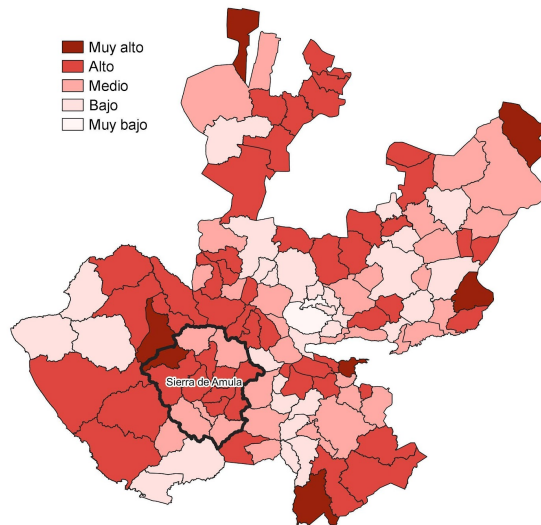 Muy alto
Alto
Medio
Bajo
Muy bajo
Sierra de Amula